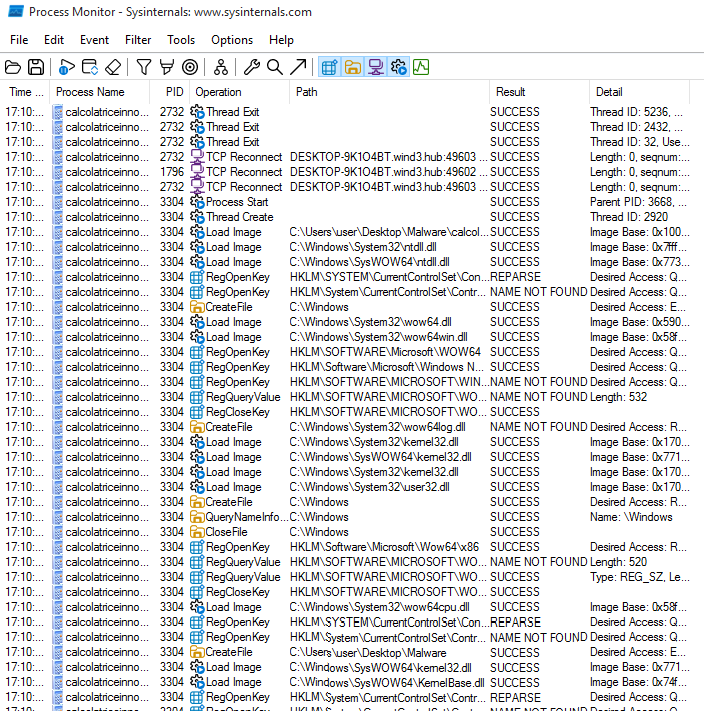 Process Monitor - Sysinternals: www.sysinternals.com
File Edit Event Filter Tools Options Help
Time ... Process Name PID Operation Path Result Detail
17:10:... calcolatriceinno... 2732 Thread Exit SUCCESS Thread ID: 5236, ...
17:10:... calcolatriceinno... 2732 Thread Exit SUCCESS Thread ID: 2432, ...
17:10:... calcolatriceinno... 2732 Thread Exit SUCCESS Thread ID: 32, Use...
17:10:... calcolatriceinno... 2732 TCP Reconnect DESKTOP-9K1O4BT.wind3.hub:49603 ... SUCCESS Length: 0, seqnum:...
17:10:... calcolatriceinno... 1796 TCP Reconnect DESKTOP-9K1O4BT.wind3.hub:49602 ... SUCCESS Length: 0, seqnum:...
17:10:... calcolatriceinno... 2732 TCP Reconnect DESKTOP-9K1O4BT.wind3.hub:49603 ... SUCCESS Length: 0, seqnum:...
17:10:... calcolatriceinno... 3304 Process Start SUCCESS Parent PID: 3668, ...
17:10:... calcolatriceinno... 3304 Thread Create SUCCESS Thread ID: 2920
17:10:... calcolatriceinno... 3304 Load Image C:\Users\user\Desktop\Malware\calcol... SUCCESS Image Base: 0x100...
17:10:... calcolatriceinno... 3304 Load Image C:\Windows\System32\ntdll.dll SUCCESS Image Base: 0x7fff...
17:10:... calcolatriceinno... 3304 Load Image C:\Windows\SysWOW64\ntdll.dll SUCCESS Image Base: 0x773...
17:10:... calcolatriceinno... 3304 RegOpenKey HKLM\SYSTEM\CurrentControlSet\Con... REPARSE Desired Access: Q...
17:10:... calcolatriceinno... 3304 RegOpenKey HKLM\System\CurrentControlSet\Contr... NAME NOT FOUND Desired Access: Q...
17:10:... calcolatriceinno... 3304 CreateFile C:\Windows SUCCESS Desired Access: E...
17:10:... calcolatriceinno... 3304 Load Image C:\Windows\System32\wow64.dll SUCCESS Image Base: 0x590...
17:10:... calcolatriceinno... 3304 Load Image C:\Windows\System32\wow64win.dll SUCCESS Image Base: 0x58f...
17:10:... calcolatriceinno... 3304 RegOpenKey HKLM\SOFTWARE\Microsoft\WOW64 SUCCESS Desired Access: Q...
17:10:... calcolatriceinno... 3304 RegOpenKey HKLM\Software\Microsoft\Windows N... SUCCESS Desired Access: Q...
17:10:... calcolatriceinno... 3304 RegOpenKey HKLM\SOFTWARE\MICROSOFT\WIN... NAME NOT FOUND Desired Access: Q...
17:10:... calcolatriceinno... 3304 RegQueryValue HKLM\SOFTWARE\MICROSOFT\WO... NAME NOT FOUND Length: 532
17:10:... calcolatriceinno... 3304 RegCloseKey HKLM\SOFTWARE\MICROSOFT\WO... SUCCESS
17:10:... calcolatriceinno... 3304 CreateFile C:\Windows\System32\wow64log.dll NAME NOT FOUND Desired Access: R...
17:10:... calcolatriceinno... 3304 Load Image C:\Windows\System32\kernel32.dll SUCCESS Image Base: 0x170...
17:10:... calcolatriceinno... 3304 Load Image C:\Windows\SysWOW64\kernel32.dll SUCCESS Image Base: 0x771...
17:10:... calcolatriceinno... 3304 Load Image C:\Windows\System32\kernel32.dll SUCCESS Image Base: 0x170...
17:10:... calcolatriceinno... 3304 Load Image C:\Windows\System32\user32.dll SUCCESS Image Base: 0x170...
17:10:... calcolatriceinno... 3304 CreateFile C:\Windows SUCCESS Desired Access: R...
17:10:... calcolatriceinno... 3304 QueryNameInfo... C:\Windows SUCCESS Name: \Windows
17:10:... calcolatriceinno... 3304 CloseFile C:\Windows SUCCESS
17:10:... calcolatriceinno... 3304 RegOpenKey HKLM\Software\Microsoft\Wow64\x86 SUCCESS Desired Access: R...
17:10:... calcolatriceinno... 3304 RegQueryValue HKLM\SOFTWARE\MICROSOFT\WO... NAME NOT FOUND Length: 520
17:10:... calcolatriceinno... 3304 RegQueryValue HKLM\SOFTWARE\MICROSOFT\WO... SUCCESS Type: REG_SZ, Le...
17:10:... calcolatriceinno... 3304 RegCloseKey HKLM\SOFTWARE\MICROSOFT\WO... SUCCESS
17:10:... calcolatriceinno... 3304 Load Image C:\Windows\System32\wow64cpu.dll SUCCESS Image Base: 0x58f...
17:10:... calcolatriceinno... 3304 RegOpenKey HKLM\SYSTEM\CurrentControlSet\Contr... REPARSE Desired Access: Q...
17:10:... calcolatriceinno... 3304 RegOpenKey HKLM\System\CurrentControlSet\Contr... NAME NOT FOUND Desired Access: Q...
17:10:... calcolatriceinno... 3304 CreateFile C:\Users\user\Desktop\Malware SUCCESS Desired Access: E...
17:10:... calcolatriceinno... 3304 Load Image C:\Windows\SysWOW64\kernel32.dll SUCCESS Image Base: 0x771...
17:10:... calcolatriceinno... 3304 Load Image C:\Windows\SysWOW64\KernelBase.dll SUCCESS Image Base: 0x74f...
17:10:... calcolatriceinno... 3304 RegOpenKey HKLM\System\CurrentControlSet\Contr... REPARSE Desired Access: Q...